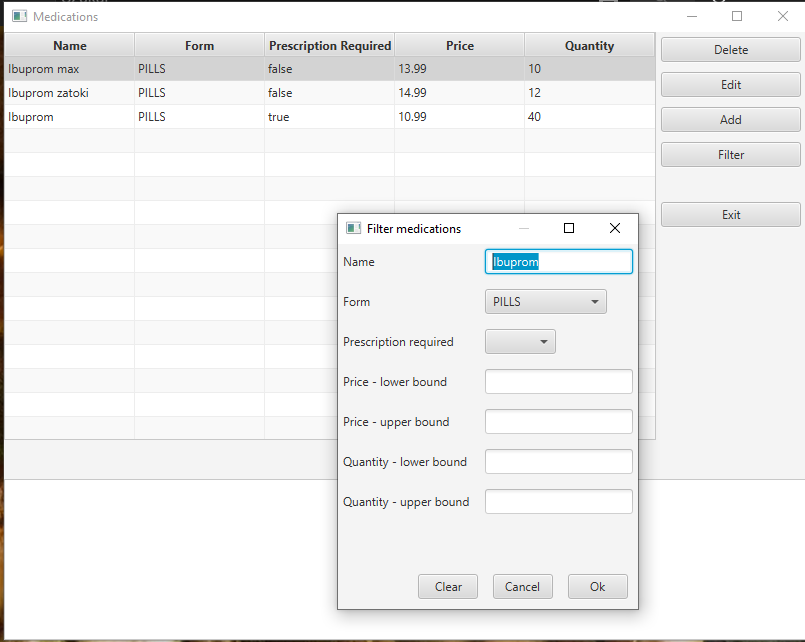 Medications
Name Form Prescription Required Price Quantity
Ibuprom max PILLS false 13.99 10
Ibuprom zatoki PILLS false 14.99 12
Ibuprom PILLS true 10.99 40
Delete
Edit
Add
Filter
Exit
Filter medications
Name Ibuprom
Form PILLS
Prescription required
Price - lower bound
Price - upper bound
Quantity - lower bound
Quantity - upper bound
Clear Cancel Ok